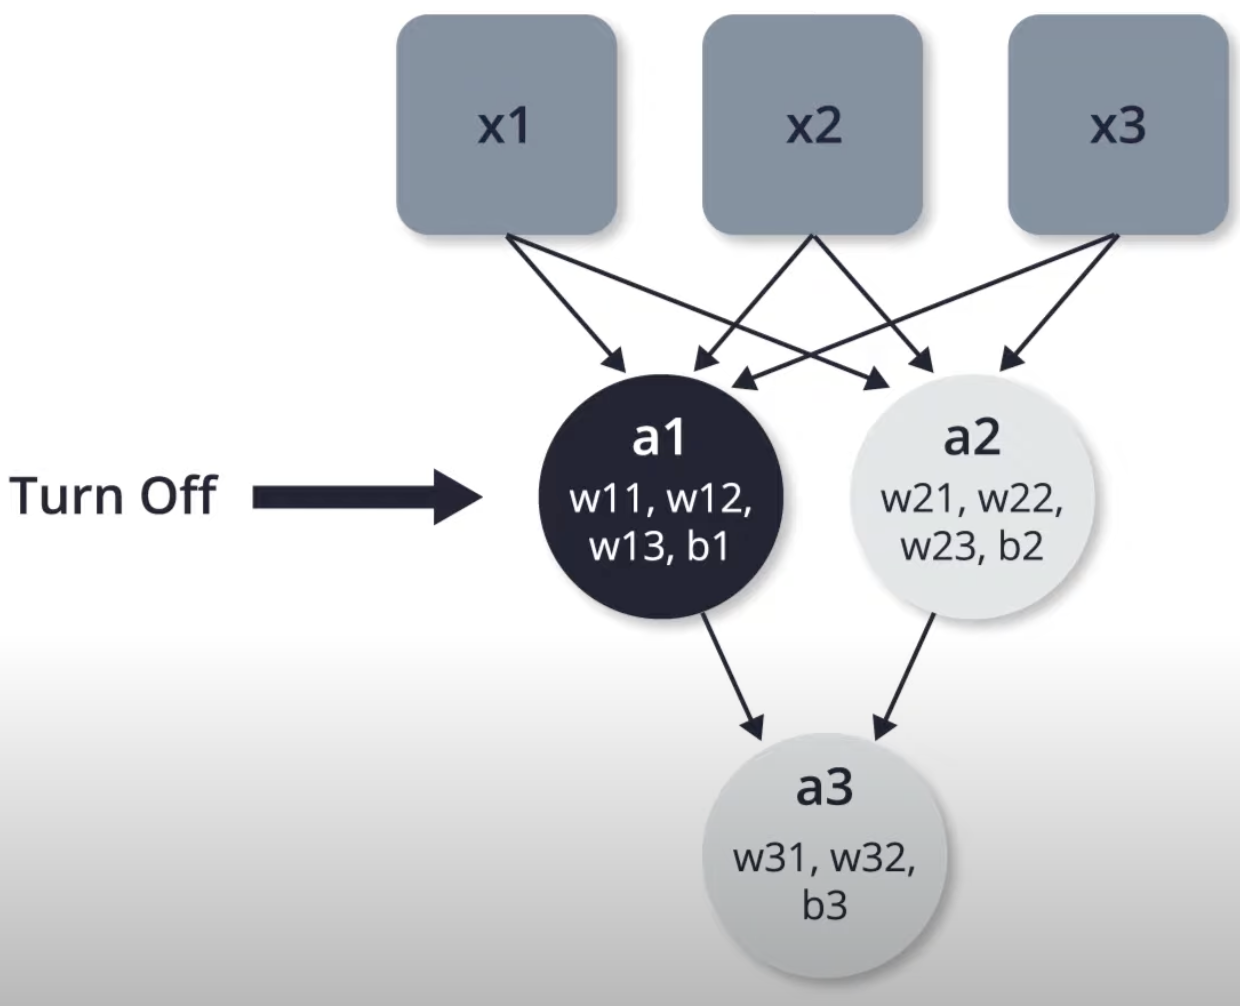 x1
x2
x3
Turn Off
a1
w11, w12,
w13, b1
a2
w21, w22,
w23, b2
a3
w31, w32,
b3